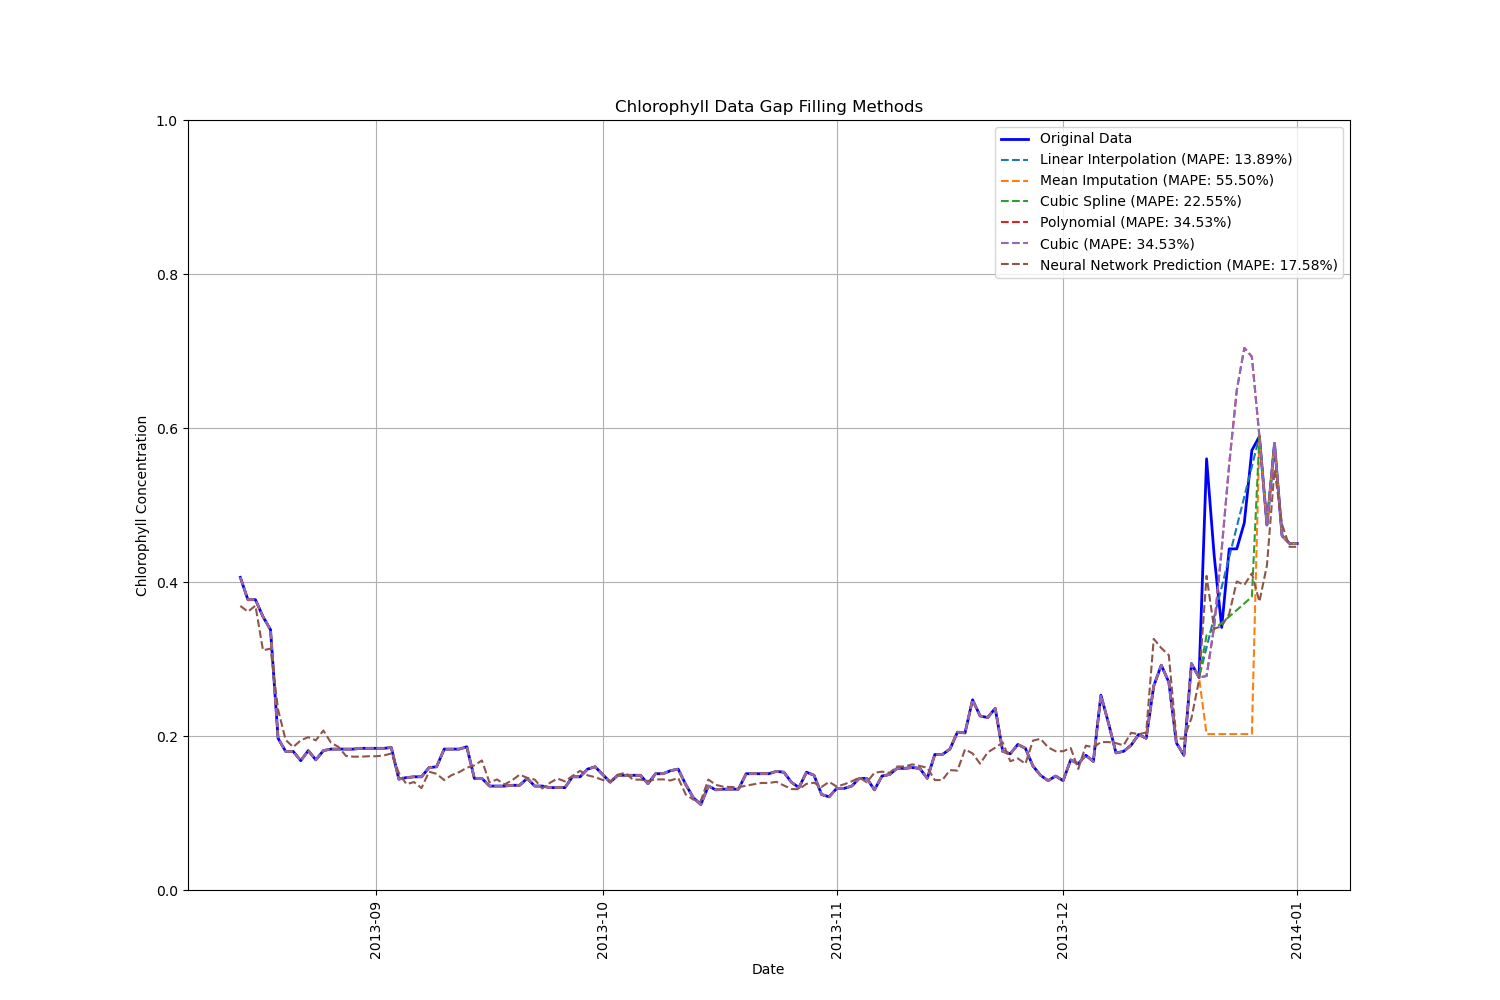 Chlorophyll Data Gap Filling Methods
Original Data
Linear Interpolation (MAPE: 13.89%)
Mean Imputation (MAPE: 55.50%)
Cubic Spline (MAPE: 22.55%)
Polynomial (MAPE: 34.53%)
Cubic (MAPE: 34.53%)
Neural Network Prediction (MAPE: 17.58%)
Chlorophyll Concentration
1.0
0.8
0.6
0.4
0.2
0.0
2013-09
2013-10
2013-11
2013-12
2014-01
Date